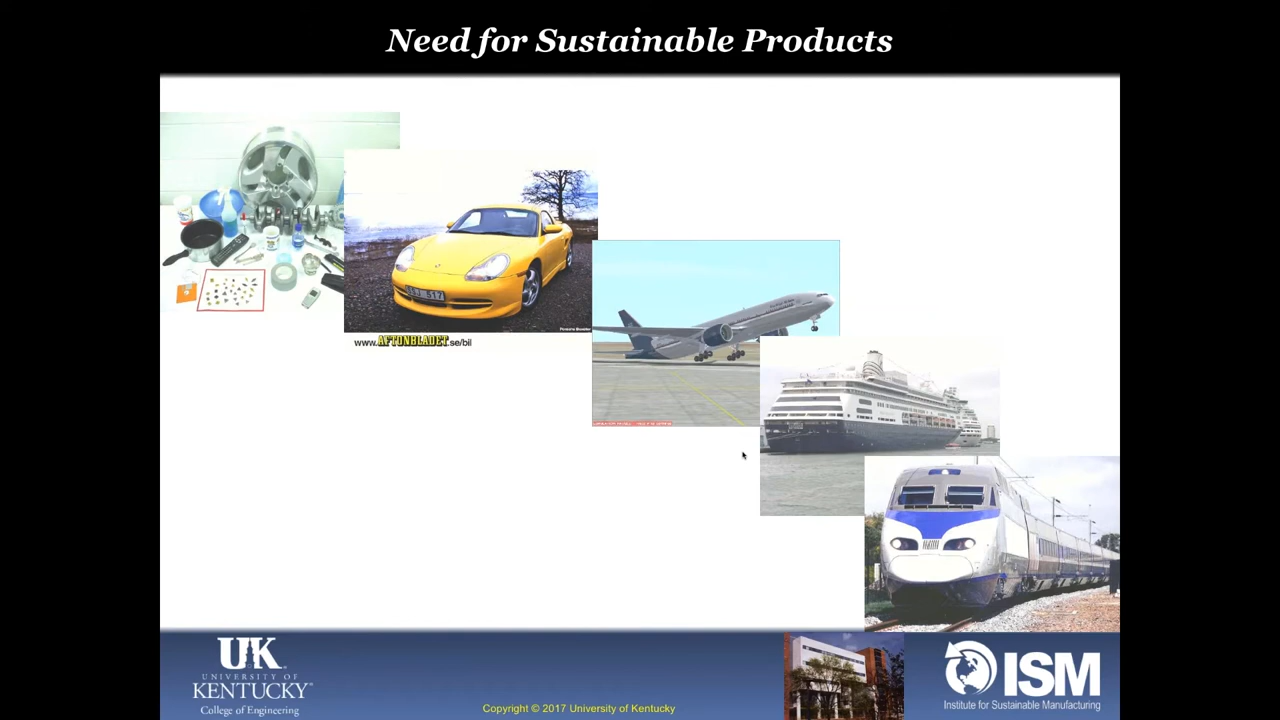 Need for Sustainable Products
www.AFTONBLADET.se/bil
UK
UNIVERSITY OF
KENTUCKY
College of Engineering
Copyright © 2017 University of Kentucky
ISM
Institute for Sustainable Manufacturing